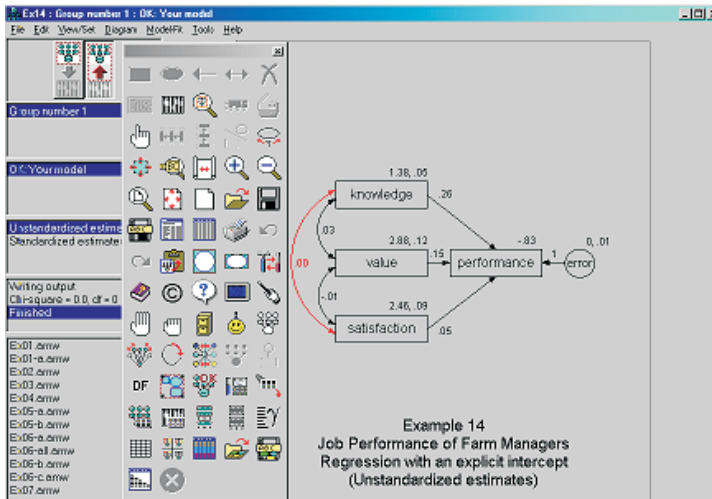 Ex14 : Group number 1 : OK: Your model
File Edit View/Set Diagram Model-Fit Tools Help
Group number 1
OK: Your model
Unstandardized estima
Standardized estimate
Writing output
Chi-square = 0.0, df = 0
Finished
Ex01.amw
Ex01-a.amw
Ex02.amw
Ex03.amw
Ex04.amw
Ex05-a.amw
Ex05-b.amw
Ex06-a.amw
Ex06-all.amw
Ex06-b.amw
Ex06-c.amw
Ex07.amw
DF
OK
1.38, .05
knowledge
.26
.03
2.88, .12
-.83
0, .01
.00
value
.15
performance
1
error
-.01
2.46, .09
satisfaction
.05
Example 14
Job Performance of Farm Managers
Regression with an explicit intercept
(Unstandardized estimates)